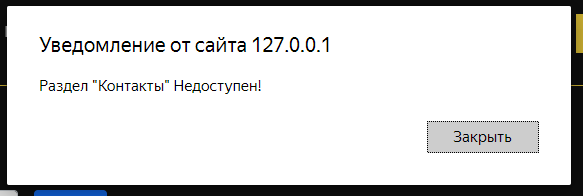 Уведомление от сайта 127.0.0.1
Раздел "Контакты" Недоступен!
Закрыть